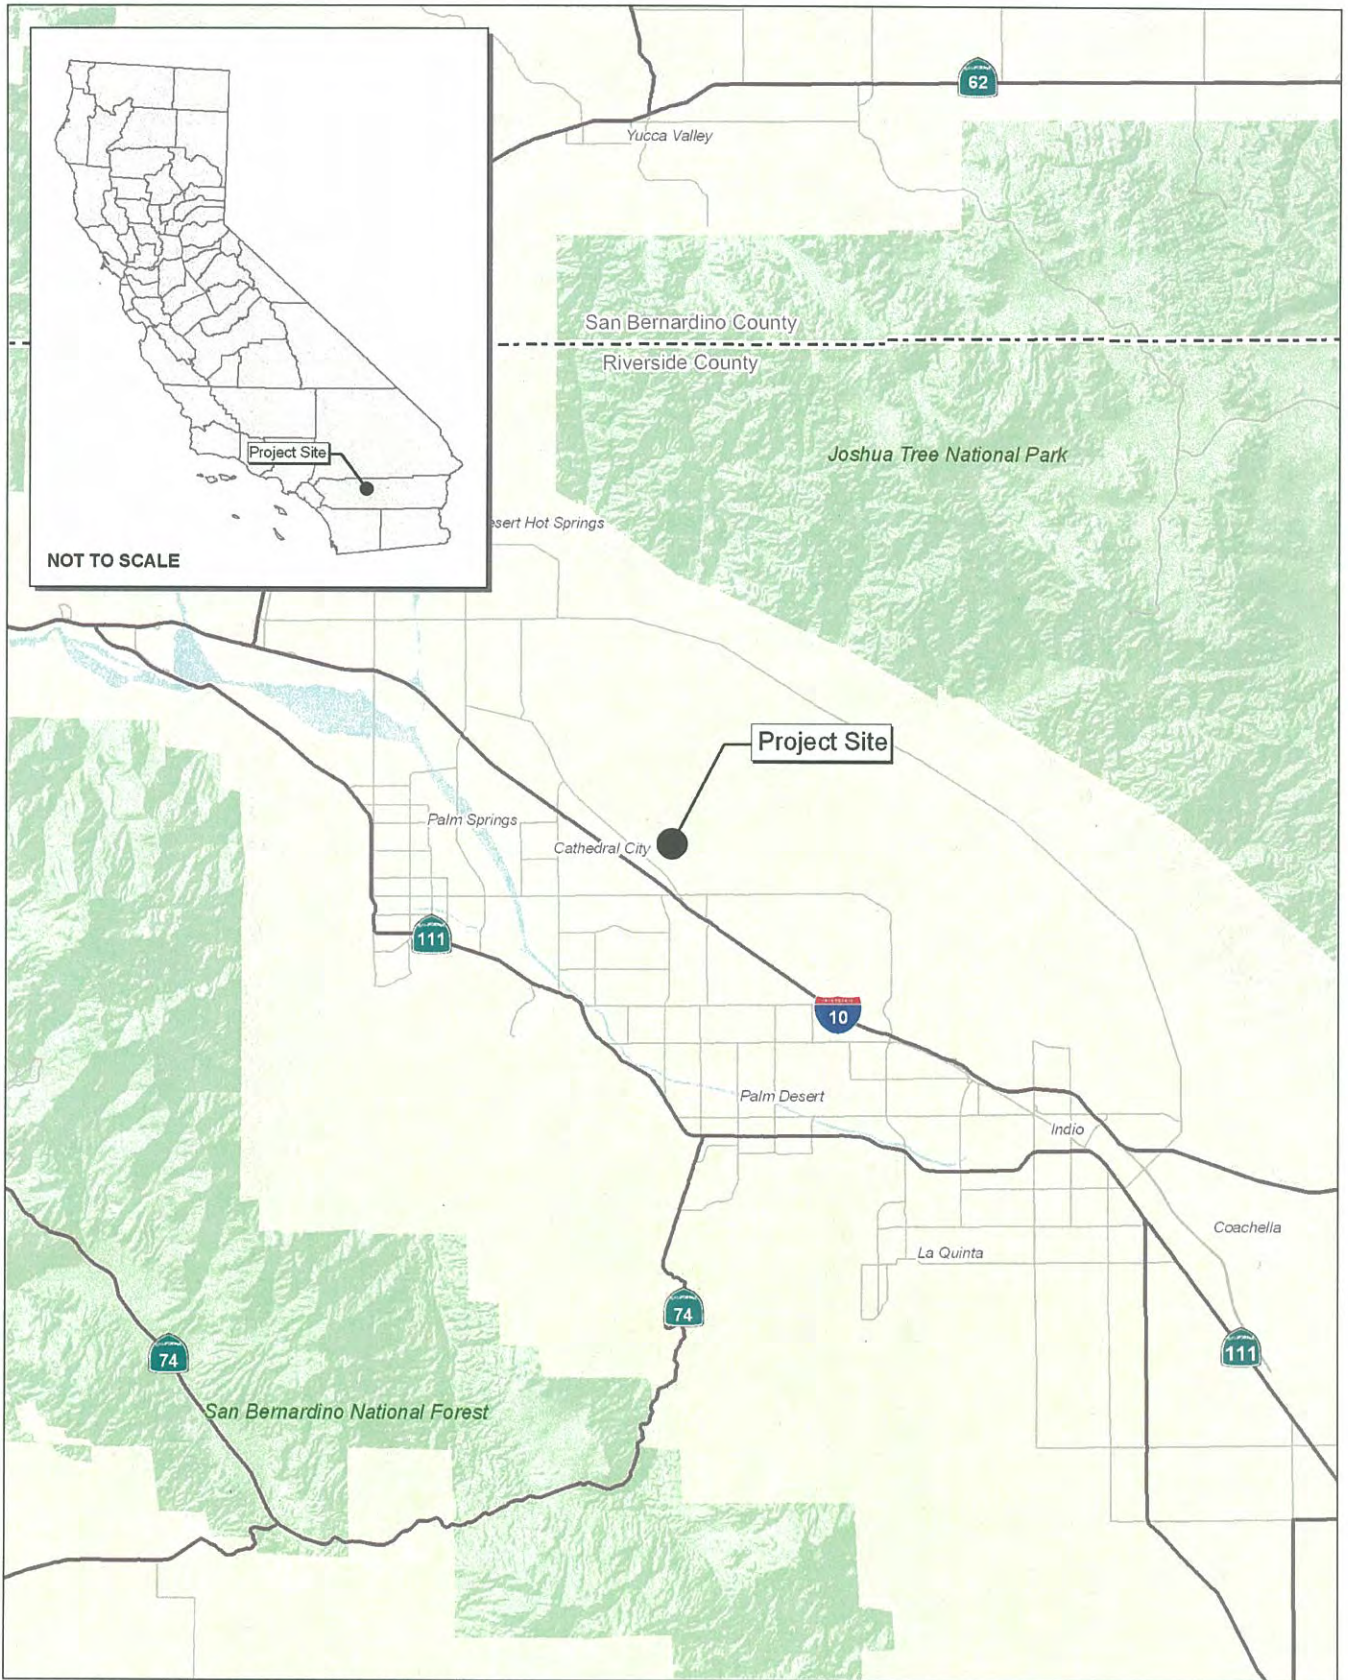 62
Yucca Valley
San Bernardino County
Riverside County
Joshua Tree National Park
Project Site
NOT TO SCALE
esert Hot Springs
Project Site
Palm Springs
Cathedral City
111
10
Palm Desert
Indio
Coachella
La Quinta
74
111
74
San Bernardino National Forest